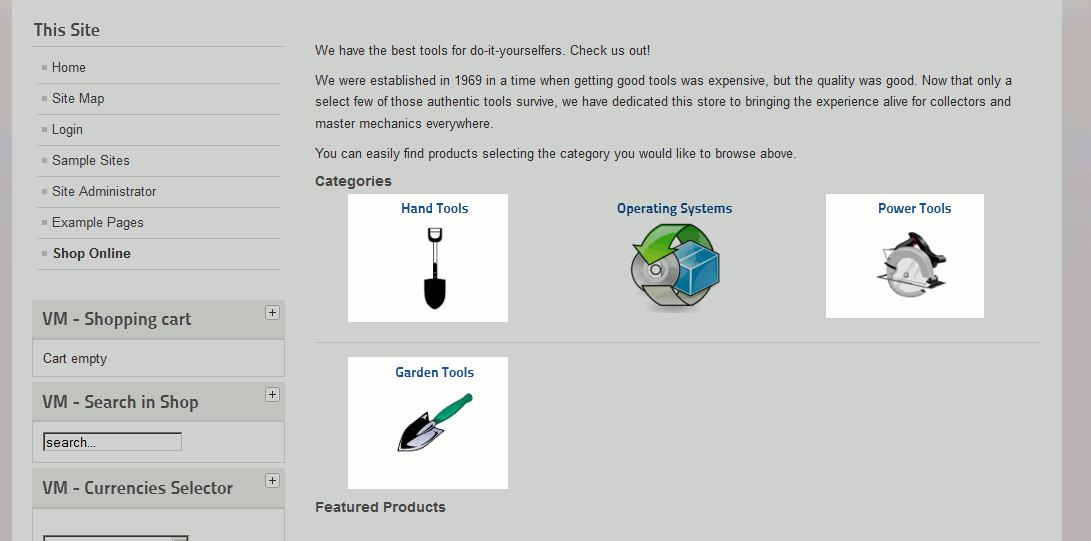 This Site
Home
Site Map
Login
Sample Sites
Site Administrator
Example Pages
Shop Online
VM - Shopping cart
Cart empty
VM - Search in Shop
search...
VM - Currencies Selector
We have the best tools for do-it-yourselfers. Check us out!
We were established in 1969 in a time when getting good tools was expensive, but the quality was good. Now that only a
select few of those authentic tools survive, we have dedicated this store to bringing the experience alive for collectors and
master mechanics everywhere.
You can easily find products selecting the category you would like to browse above.
Categories
Hand Tools
Operating Systems
Power Tools
Garden Tools
Featured Products